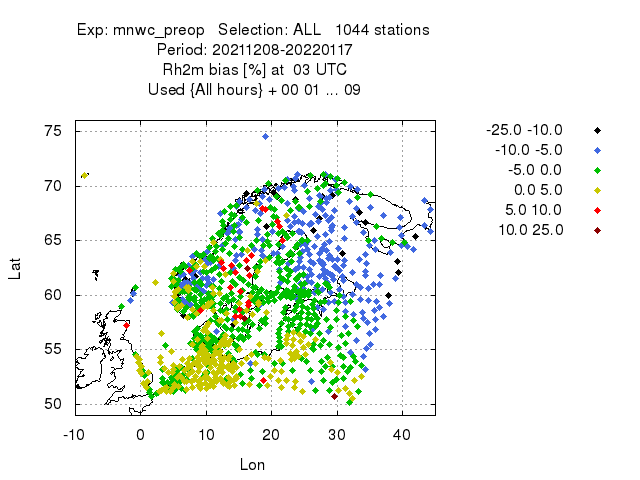 Exp: mnwc_preop   Selection: ALL   1044 stations
Period: 20211208-20220117
Rh2m bias [%] at  03 UTC
Used {All hours} + 00 01 ... 09
-25.0 -10.0
-10.0 -5.0
-5.0 0.0
0.0 5.0
5.0 10.0
10.0 25.0
75
70
65
60
55
50
Lat
-10 0 10 20 30 40
Lon